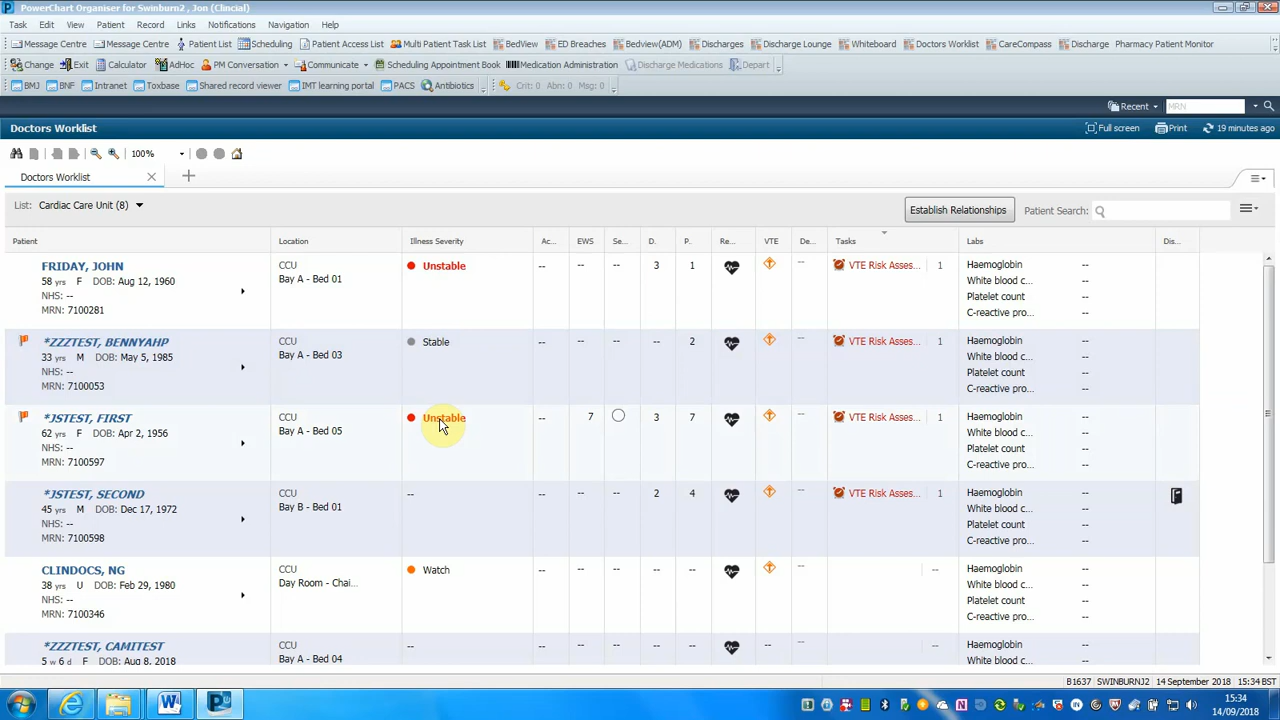 PowerChart Organiser for Swinburn2 , Jon (Clincial)
Task Edit View Patient Record Links Notifications Navigation Help
Message Centre Message Centre Patient List Scheduling Patient Access List Multi Patient Task List BedView ED Breaches Bedview(ADM) Discharges Discharge Lounge Whiteboard Doctors Worklist CareCompass Discharge Pharmacy Patient Monitor
Change Exit Calculator AdHoc PM Conversation Communicate Scheduling Appointment Book Medication Administration Discharge Medications Depart
BMJ BNF Intranet Toxbase Shared record viewer IMT learning portal PACS Antibiotics Crit: 0 Abn: 0 Msg: 0
Recent MRN
Doctors Worklist Full screen Print 19 minutes ago
100%
Doctors Worklist
List: Cardiac Care Unit (8) Establish Relationships Patient Search:
Patient Location Illness Severity Ac... EWS Se... D. P. Re... VTE De... Tasks Labs Dis...
FRIDAY, JOHN CCU Unstable -- -- -- 3 1 -- VTE Risk Asses... 1 Haemoglobin --
58 yrs F DOB: Aug 12, 1960 Bay A - Bed 01 White blood c... --
NHS: -- Platelet count --
MRN: 7100281 C-reactive pro... --
*ZZZTEST, BENNYAHP CCU Stable -- -- -- -- 2 -- VTE Risk Asses... 1 Haemoglobin --
33 yrs M DOB: May 5, 1985 Bay A - Bed 03 White blood c... --
NHS: -- Platelet count --
MRN: 7100053 C-reactive pro... --
*JSTEST, FIRST CCU Unstable -- 7 3 7 -- VTE Risk Asses... 1 Haemoglobin --
62 yrs F DOB: Apr 2, 1956 Bay A - Bed 05 White blood c... --
NHS: -- Platelet count --
MRN: 7100597 C-reactive pro... --
*JSTEST, SECOND CCU -- -- -- -- 2 4 -- VTE Risk Asses... 1 Haemoglobin --
45 yrs M DOB: Dec 17, 1972 Bay B - Bed 01 White blood c... --
NHS: -- Platelet count --
MRN: 7100598 C-reactive pro... --
CLINDOCS, NG CCU Watch -- -- -- -- -- -- -- Haemoglobin --
38 yrs U DOB: Feb 29, 1980 Day Room - Chai... White blood c... --
NHS: -- Platelet count --
MRN: 7100346 C-reactive pro... --
*ZZZTEST, CAMITEST CCU -- -- -- -- -- -- -- -- -- Haemoglobin --
5 w 6 d F DOB: Aug 8, 2018 Bay A - Bed 04 White blood c... --
B1637 SWINBURNJ2 14 September 2018 15:34 BST
15:34
14/09/2018